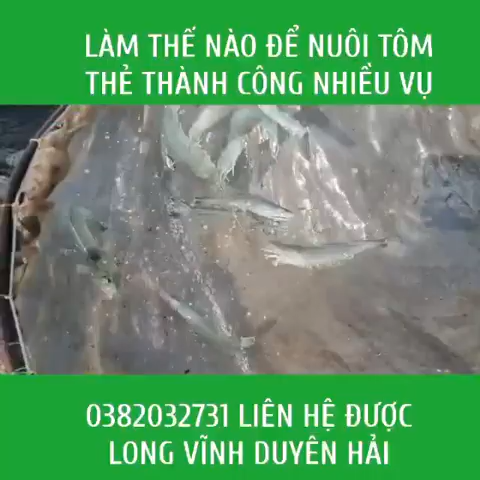 LÀM THẾ NÀO ĐỂ NUÔI TÔM
THẺ THÀNH CÔNG NHIỀU VỤ
0382032731 LIÊN HỆ ĐƯỢC
LONG VĨNH DUYÊN HẢI